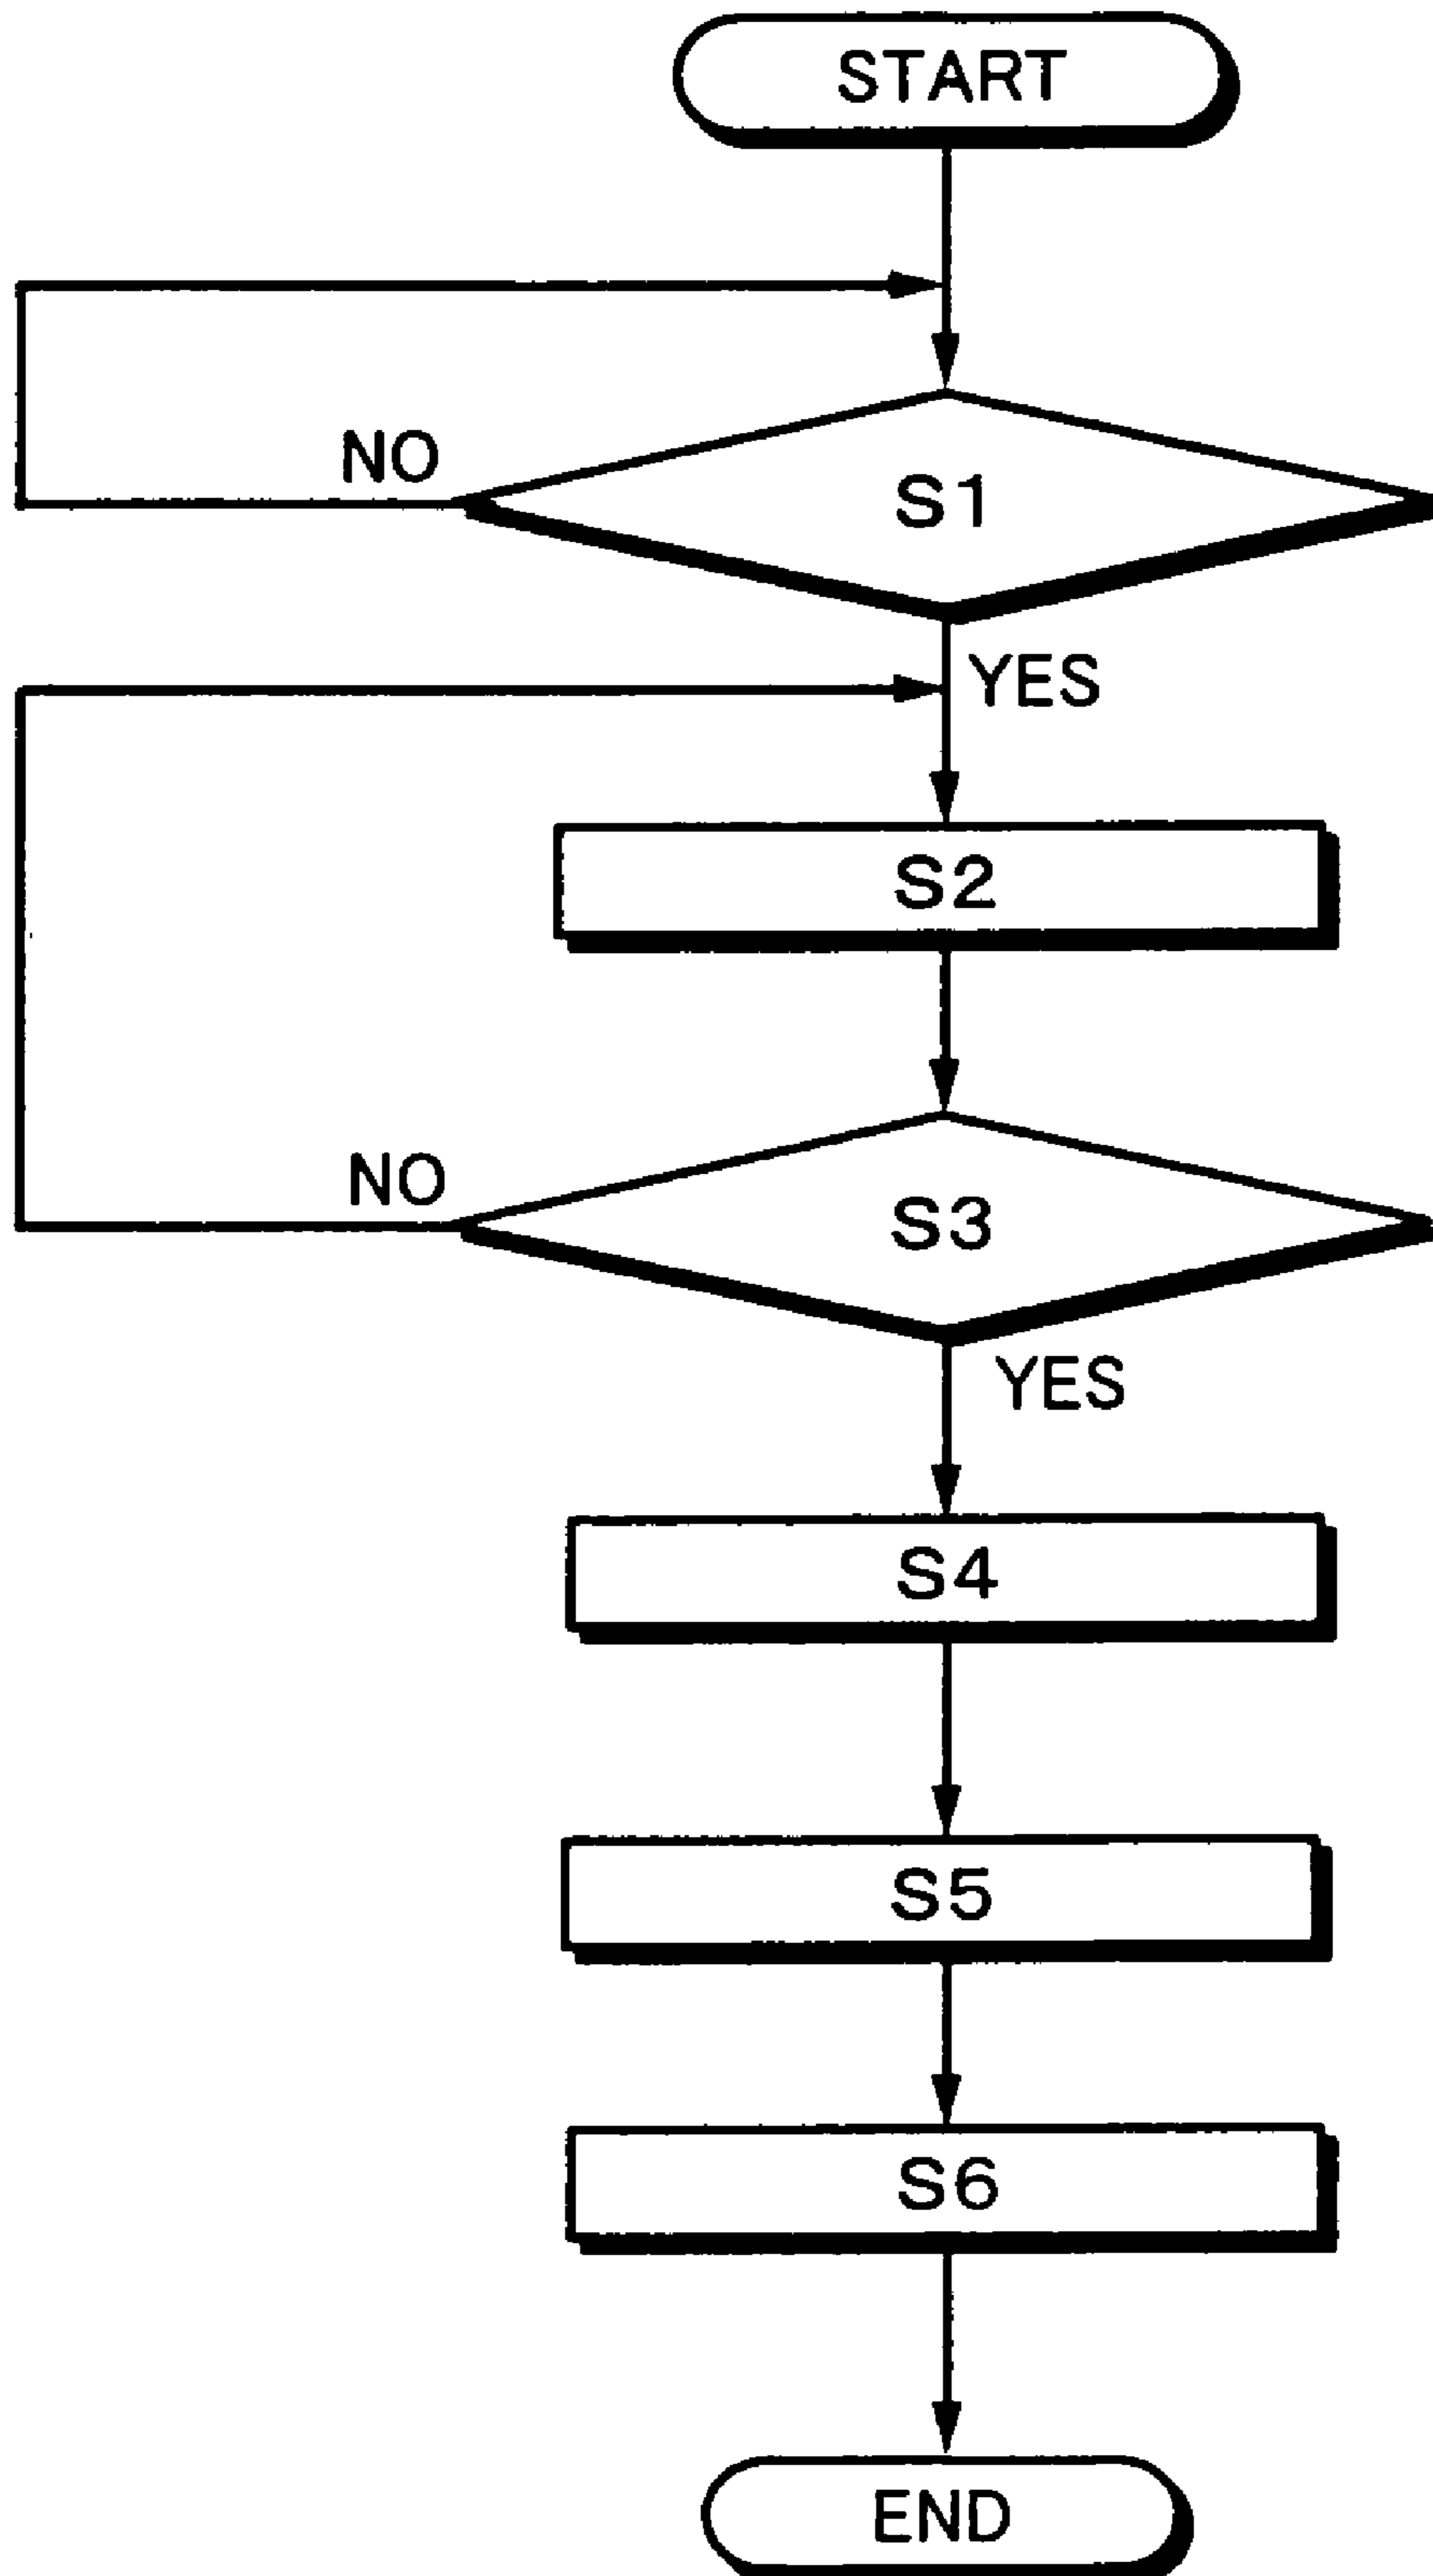 START
NO
S1
YES
S2
NO
S3
YES
S4
S5
S6
END